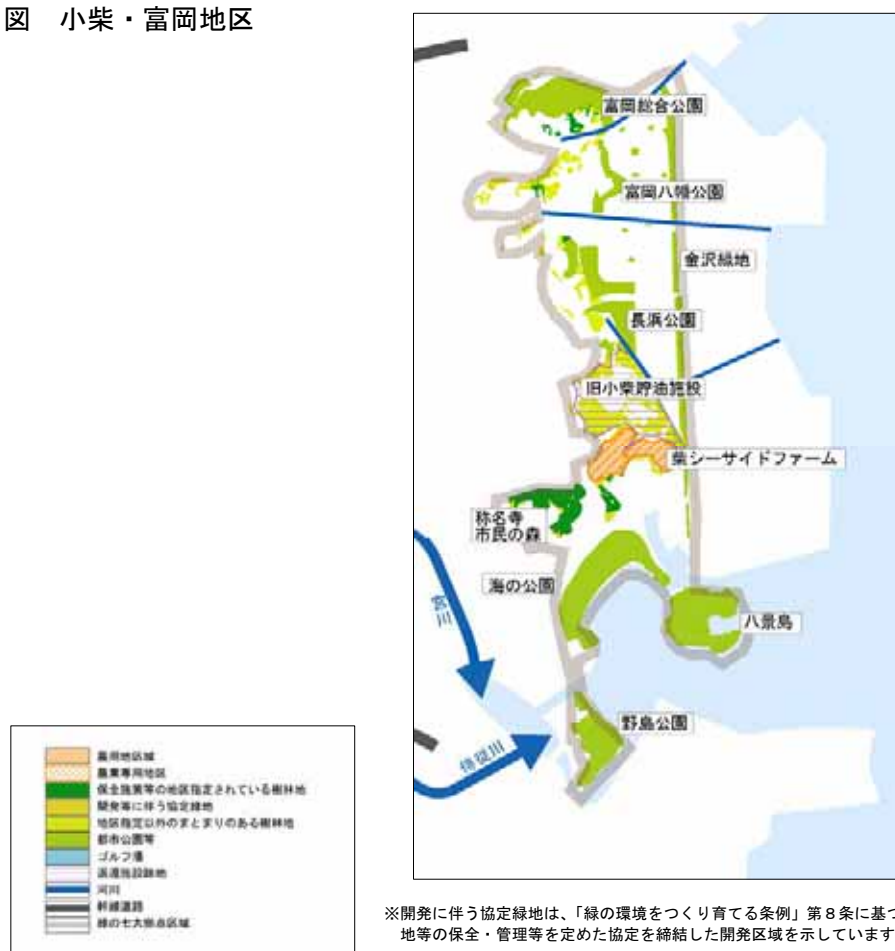 図　小柴・富岡地区
富岡総合公園
富岡八幡公園
金沢緑地
長浜公園
旧小柴貯油施設
柴シーサイドファーム
称名寺
市民の森
海の公園
八景島
宮川
野島公園
侍従川
農用地区域
農業専用地区
保全施策等の地区指定されている樹林地
開発等に伴う協定緑地
地区指定以外のまとまりのある樹林地
都市公園等
ゴルフ場
返還施設跡地
河川
幹線道路
緑の七大拠点区域
※開発に伴う協定緑地は、「緑の環境をつくり育てる条例」第８条に基づ
地等の保全・管理等を定めた協定を締結した開発区域を示しています